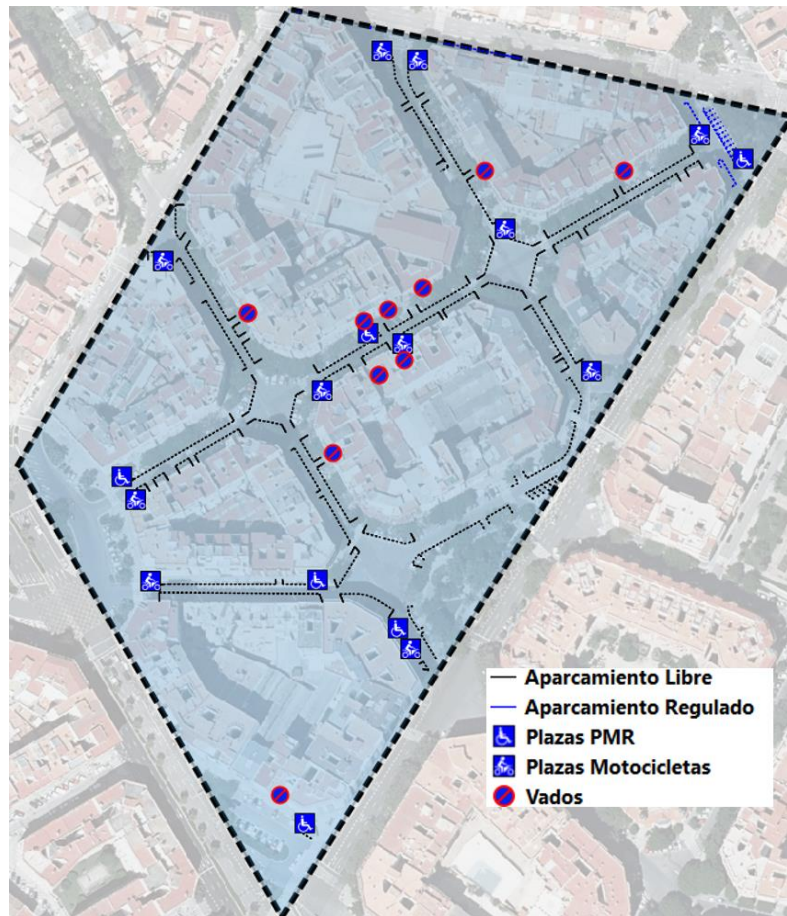 Aparcamiento Libre
Aparcamiento Regulado
Plazas PMR
Plazas Motocicletas
Vados